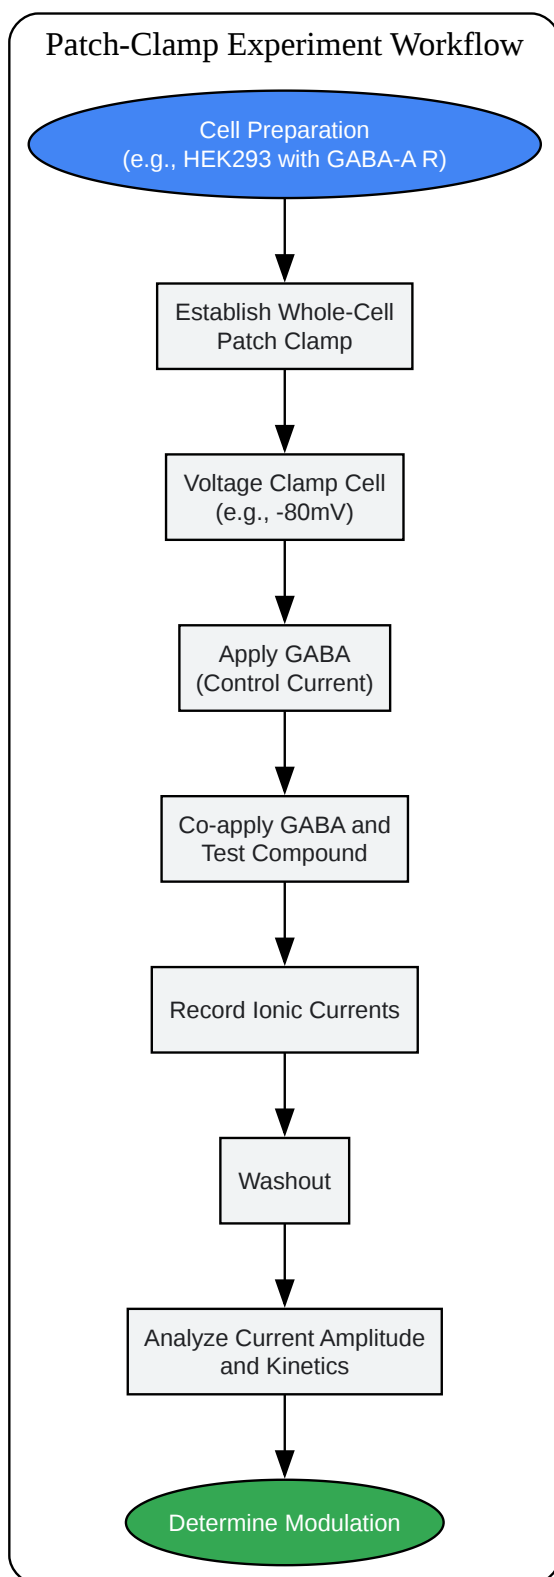 Patch-Clamp Experiment Workflow
Cell Preparation
(e.g., HEK293 with GABA-A R)
Establish Whole-Cell
Patch Clamp
Voltage Clamp Cell
(e.g., -80mV)
Apply GABA
(Control Current)
Co-apply GABA and
Test Compound
Record Ionic Currents
Washout
Analyze Current Amplitude
and Kinetics
Determine Modulation